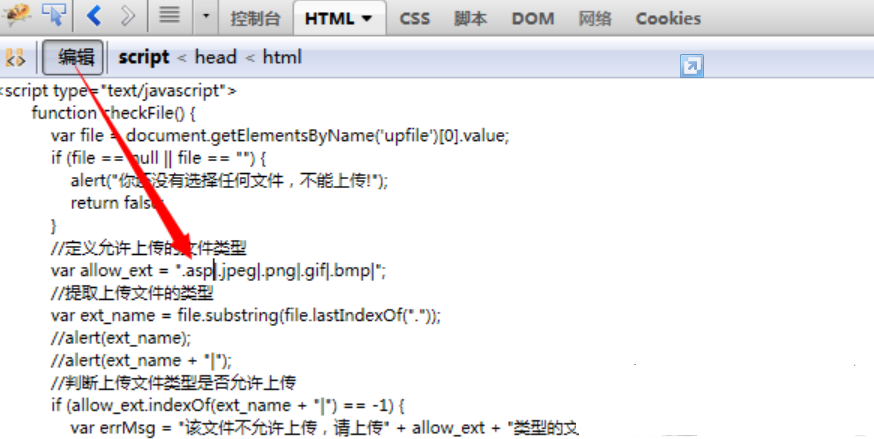 控制台 HTML CSS 脚本 DOM 网络 Cookies
编辑 script < head < html
<script type="text/javascript">
function checkFile() {
var file = document.getElementsByName('upfile')[0].value;
if (file == null || file == "") {
alert("你还没有选择任何文件，不能上传!");
return false;
}
//定义允许上传的文件类型
var allow_ext = ".asp|.jpeg|.png|.gif|.bmp|";
//提取上传文件的类型
var ext_name = file.substring(file.lastIndexOf("."));
//alert(ext_name);
//alert(ext_name + "|");
//判断上传文件类型是否允许上传
if (allow_ext.indexOf(ext_name + "|") == -1) {
var errMsg = "该文件不允许上传，请上传" + allow_ext + "类型的文